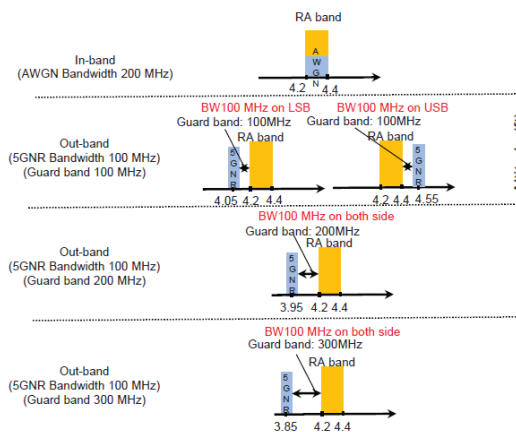 RA band
In-band
(AWGN Bandwidth 200 MHz)
A
W
G
N
4.2 4.4
BW100 MHz on LSB
Guard band: 100MHz
RA band
5
G
N
R
4.05 4.2 4.4
BW100 MHz on USB
Guard band: 100MHz
RA band
5
G
N
R
4.2 4.4 4.55
Out-band
(5GNR Bandwidth 100 MHz)
(Guard band 100 MHz)
BW100 MHz on both side
Guard band: 200MHz
RA band
Out-band
(5GNR Bandwidth 100 MHz)
(Guard band 200 MHz)
5
G
N
R
3.95 4.2 4.4
BW100 MHz on both side
Guard band: 300MHz
RA band
Out-band
(5GNR Bandwidth 100 MHz)
(Guard band 300 MHz)
5
G
N
R
3.85 4.2 4.4